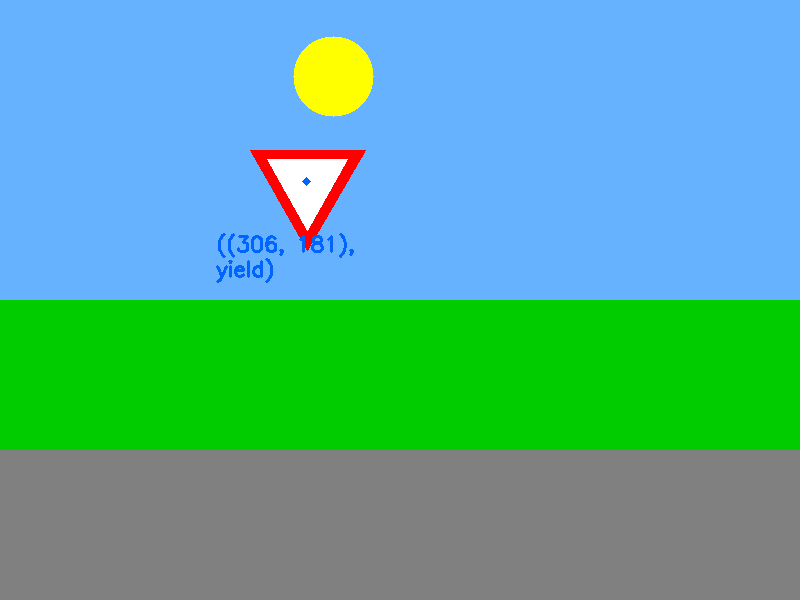 ((306, 181),
yield)